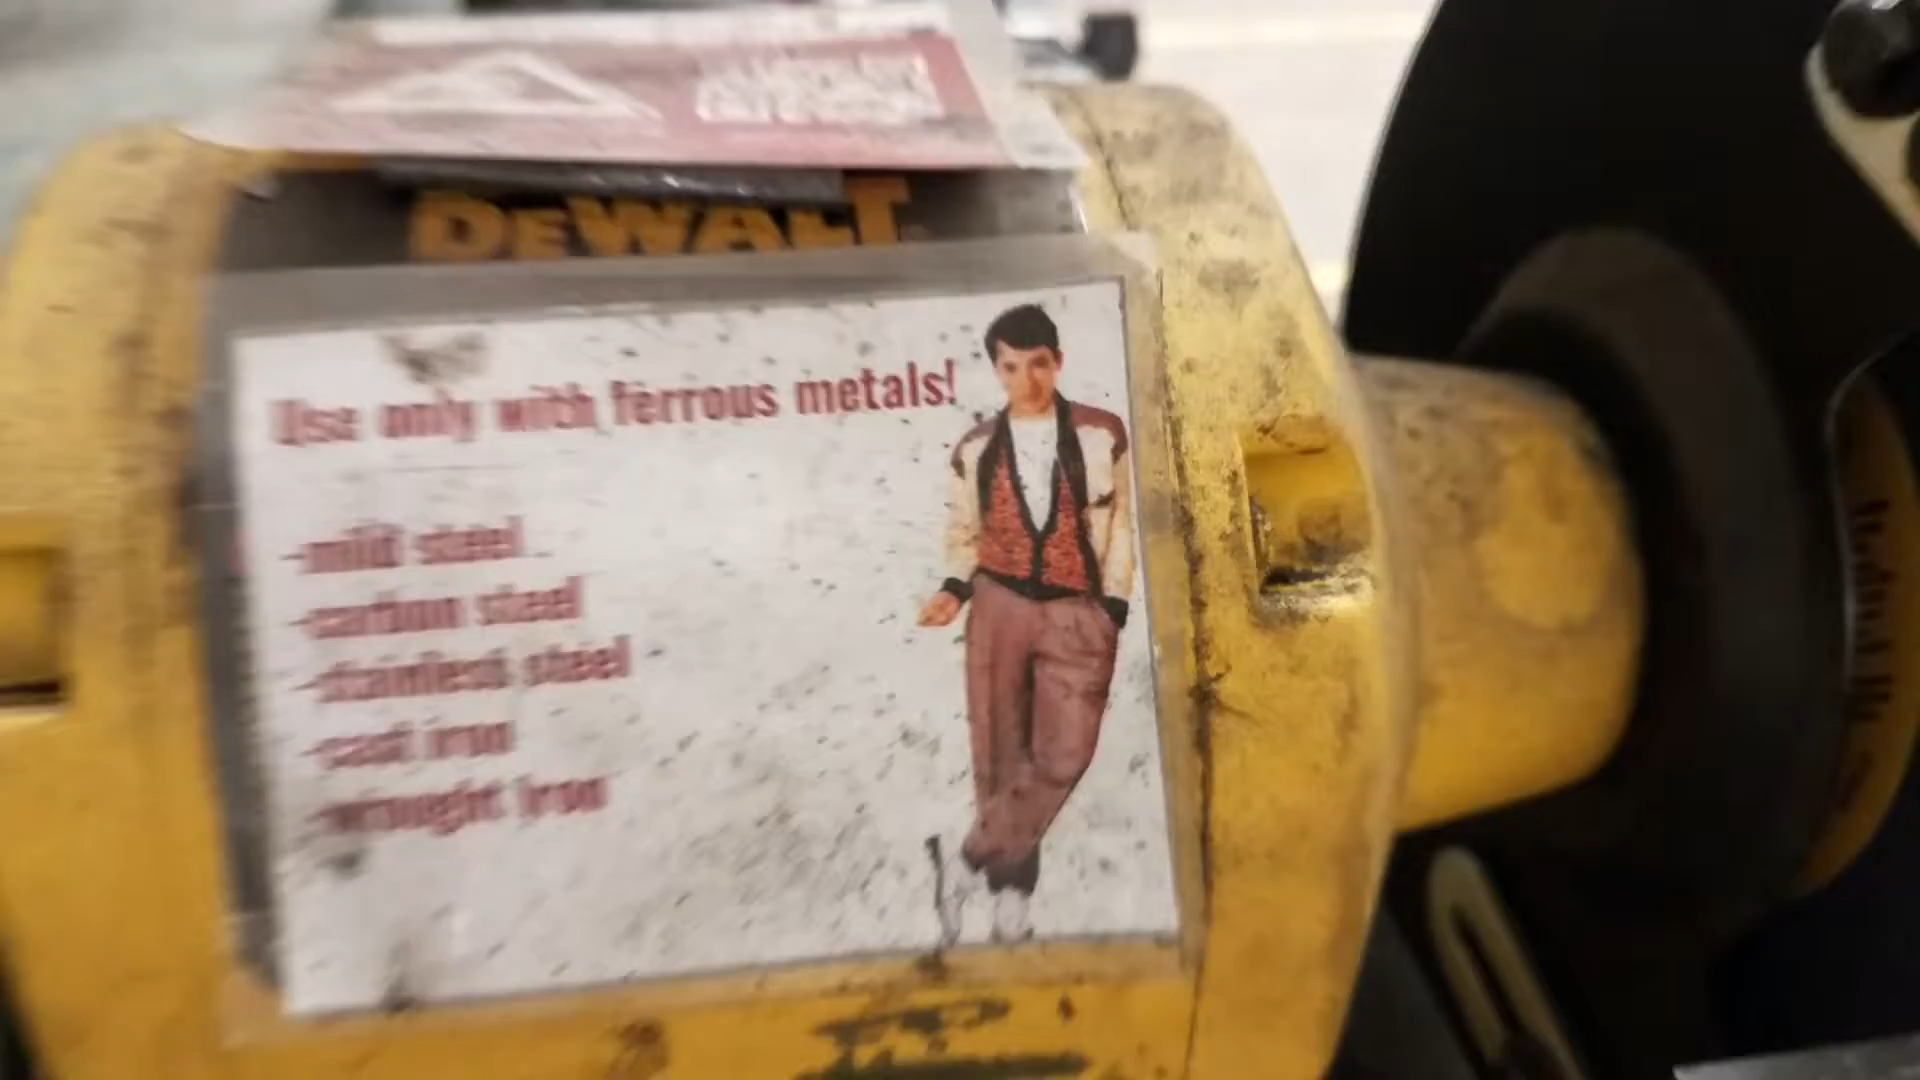 DEWALT
Use only with ferrous metals!
-mild steel
-carbon steel
-stainless steel
-cast iron
-wrought iron